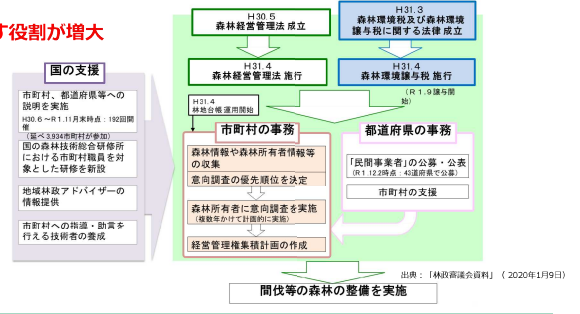 す役割が増大
H30.5
森林経営管理法 成立
H31.3
森林環境税及び森林環境
譲与税に関する法律 成立
H31.4
森林経営管理法 施行
H31.4
森林環境譲与税 施行
(R1.9譲与開
始)
国の支援
市町村、都道府県等への
説明を実施
H30.6～R1.11月末時点:192回開
催
(延べ3,934市町村が参加)
国の森林技術総合研修所
における市町村職員を対
象とした研修を新設
地域林政アドバイザーの
情報提供
市町村への指導・助言を
行える技術者の養成
H31.4
林地台帳 運用開始
市町村の事務
森林情報や森林所有者情報等
の収集
意向調査の優先順位を決定
森林所有者に意向調査を実施
(複数年かけて計画的に実施)
経営管理権集積計画の作成
都道府県の事務
「民間事業者」の公募・公表
(R1.12.2時点:43道府県で公募)
市町村の支援
出典:「林政審議会資料」(2020年1月9日)
間伐等の森林の整備を実施